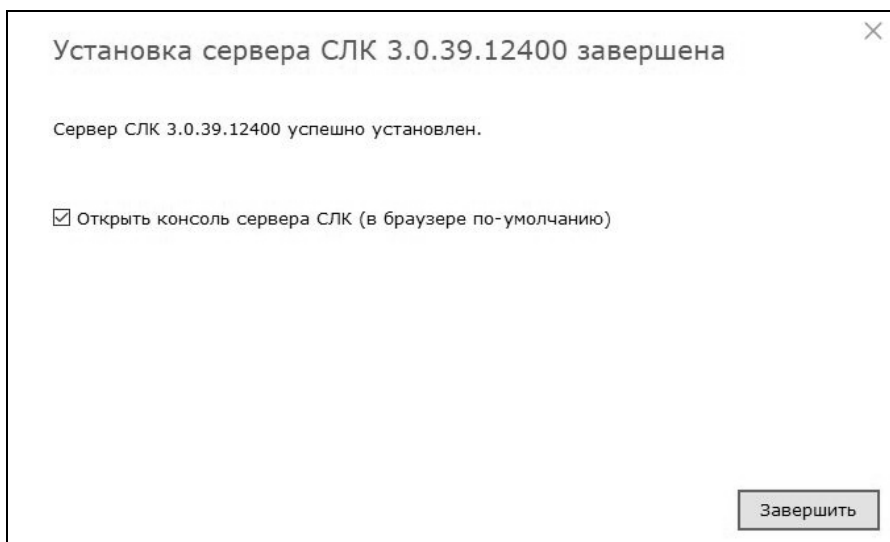 Установка сервера СЛК 3.0.39.12400 завершена
Сервер СЛК 3.0.39.12400 успешно установлен.
Открыть консоль сервера СЛК (в браузере по-умолчанию)
Завершить